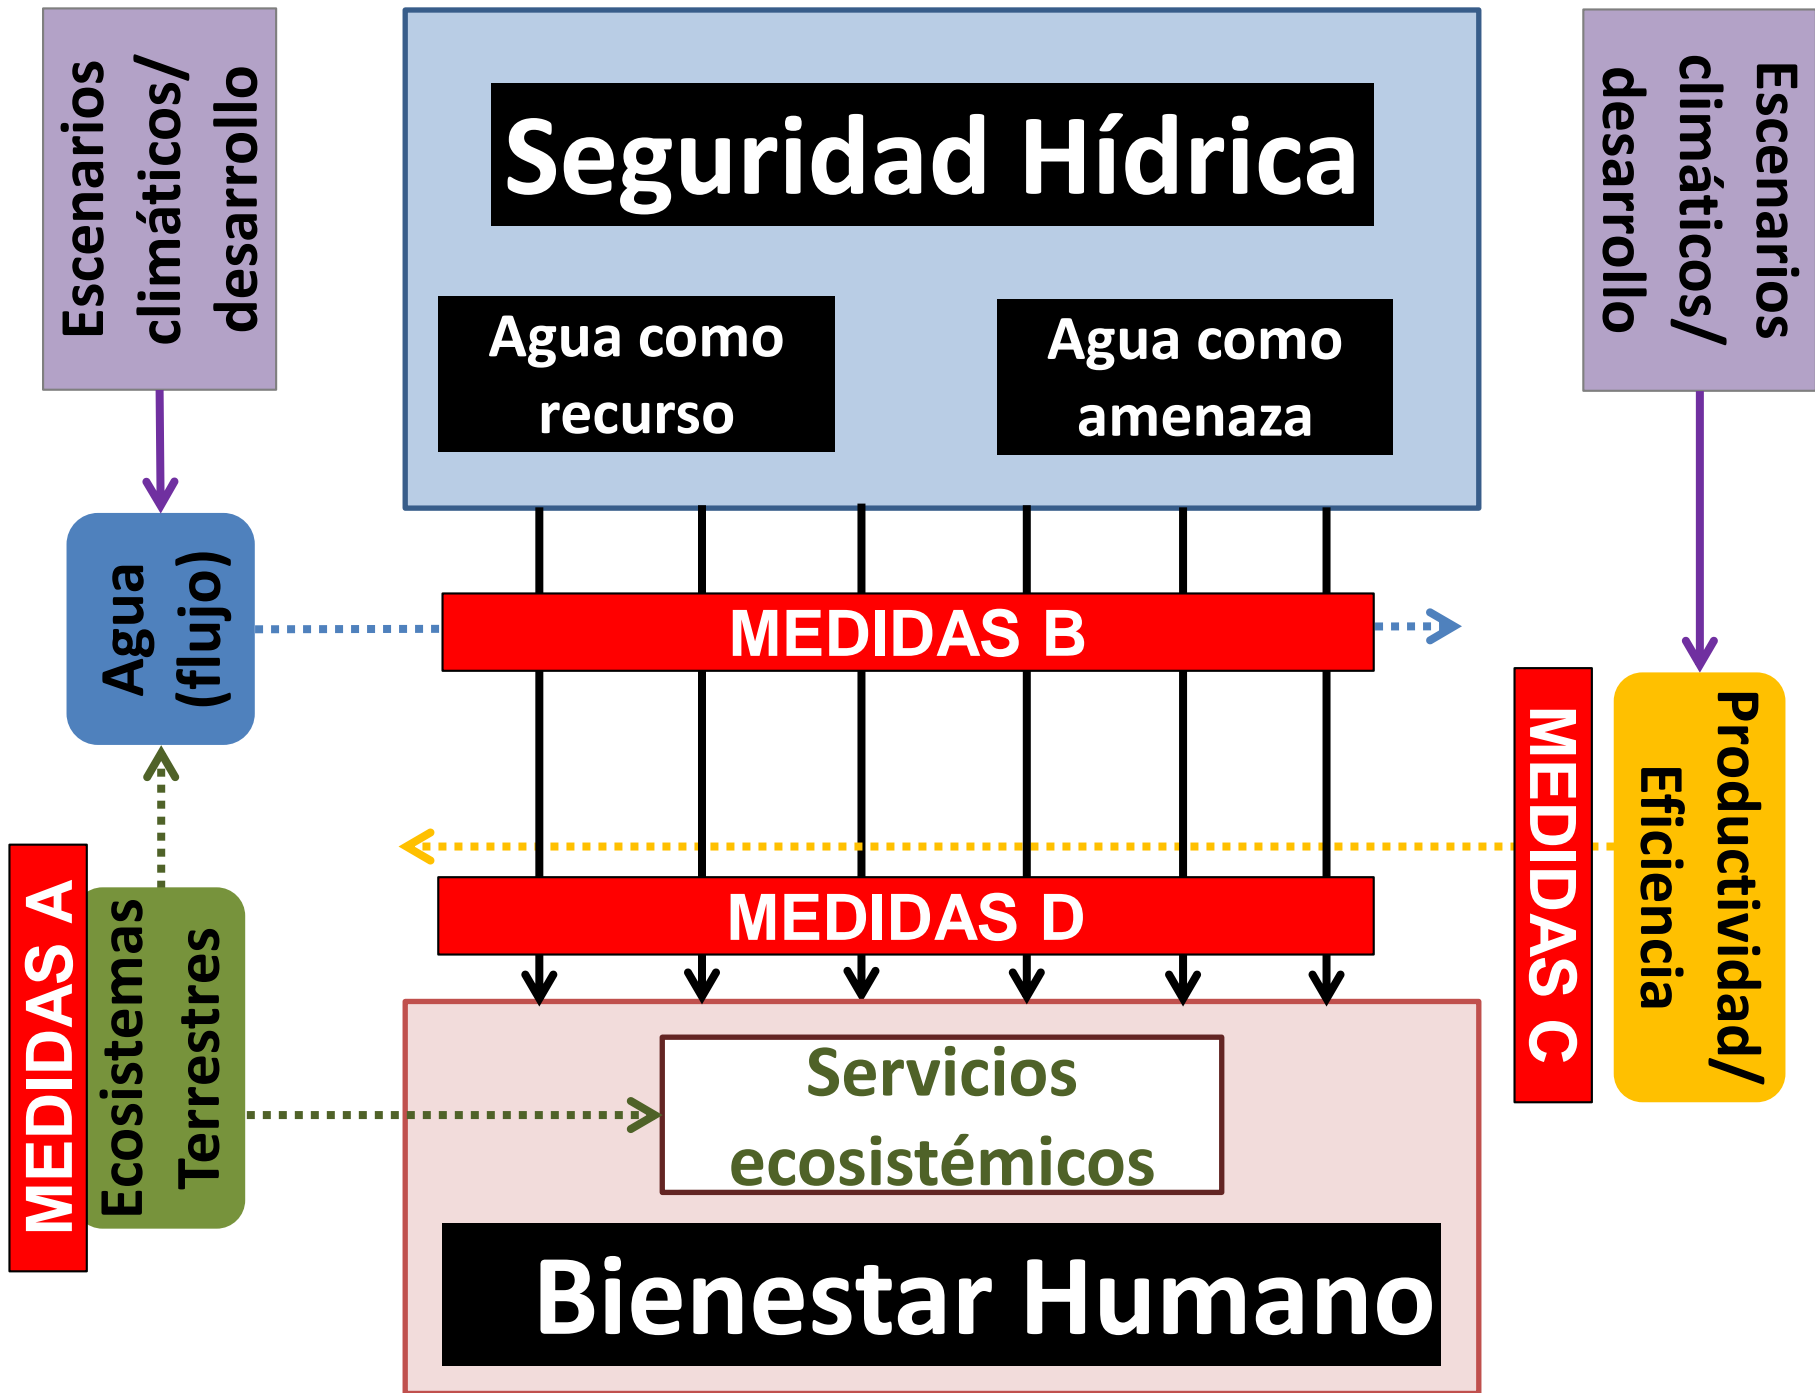 Escenarios
climáticos/
desarrollo
Seguridad Hídrica
Agua como
recurso
Agua como
amenaza
Escenarios
climáticos/
desarrollo
Agua
(flujo)
MEDIDAS B
MEDIDAS C
Productividad/
Eficiencia
MEDIDAS A
Ecosistemas
Terrestres
MEDIDAS D
Servicios
ecosistémicos
Bienestar Humano